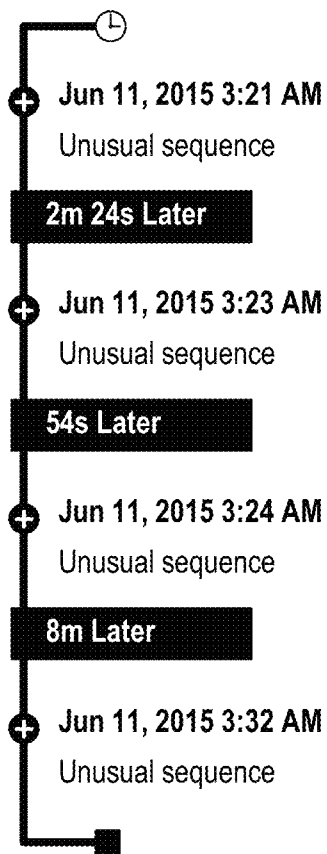 Jun 11, 2015 3:21 AM
Unusual sequence
2m 24s Later
Jun 11, 2015 3:23 AM
Unusual sequence
54s Later
Jun 11, 2015 3:24 AM
Unusual sequence
8m Later
Jun 11, 2015 3:32 AM
Unusual sequence